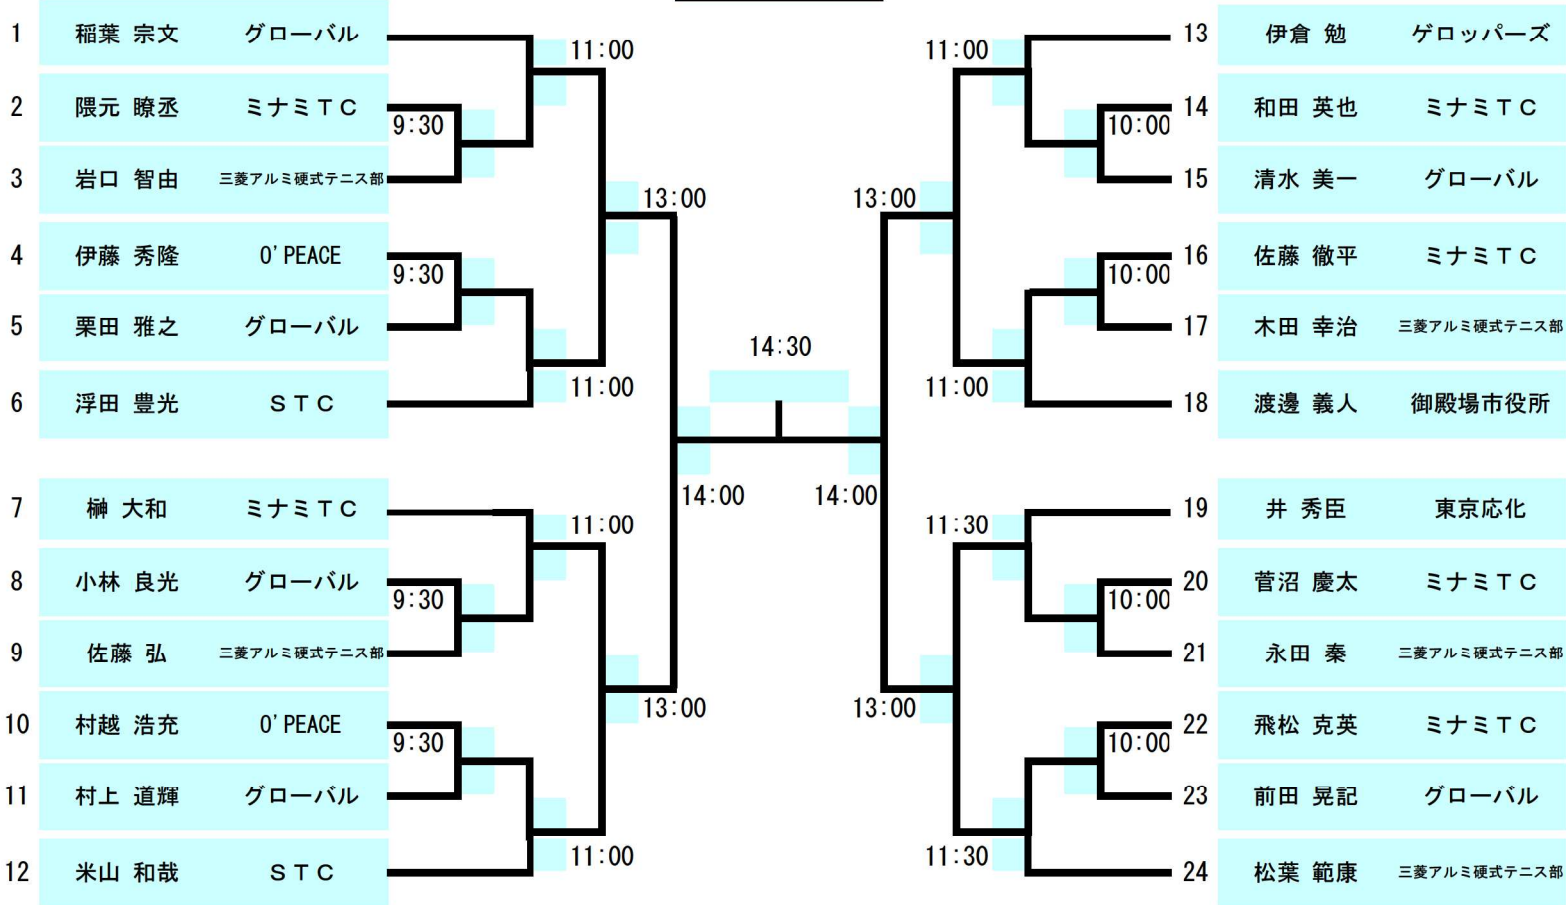 1 稲葉 宗文 グローバル
11:00
2 隈元 暸丞 ミナミTC
9:30
3 岩口 智由 三菱アルミ硬式テニス部
13:00
4 伊藤 秀隆 O'PEACE
9:30
5 栗田 雅之 グローバル
11:00
6 浮田 豊光 STC
14:00
7 榊 大和 ミナミTC
11:00
8 小林 良光 グローバル
9:30
9 佐藤 弘 三菱アルミ硬式テニス部
13:00
10 村越 浩充 O'PEACE
9:30
11 村上 道輝 グローバル
11:00
12 米山 和哉 STC
14:30
13 伊倉 勉 ゲロッパーズ
11:00
14 和田 英也 ミナミTC
10:00
15 清水 美一 グローバル
13:00
16 佐藤 徹平 ミナミTC
10:00
17 木田 幸治 三菱アルミ硬式テニス部
11:00
18 渡邊 義人 御殿場市役所
14:00
19 井 秀臣 東京応化
11:30
20 菅沼 慶太 ミナミTC
10:00
21 永田 秦 三菱アルミ硬式テニス部
13:00
22 飛松 克英 ミナミTC
10:00
23 前田 晃記 グローバル
11:30
24 松葉 範康 三菱アルミ硬式テニス部